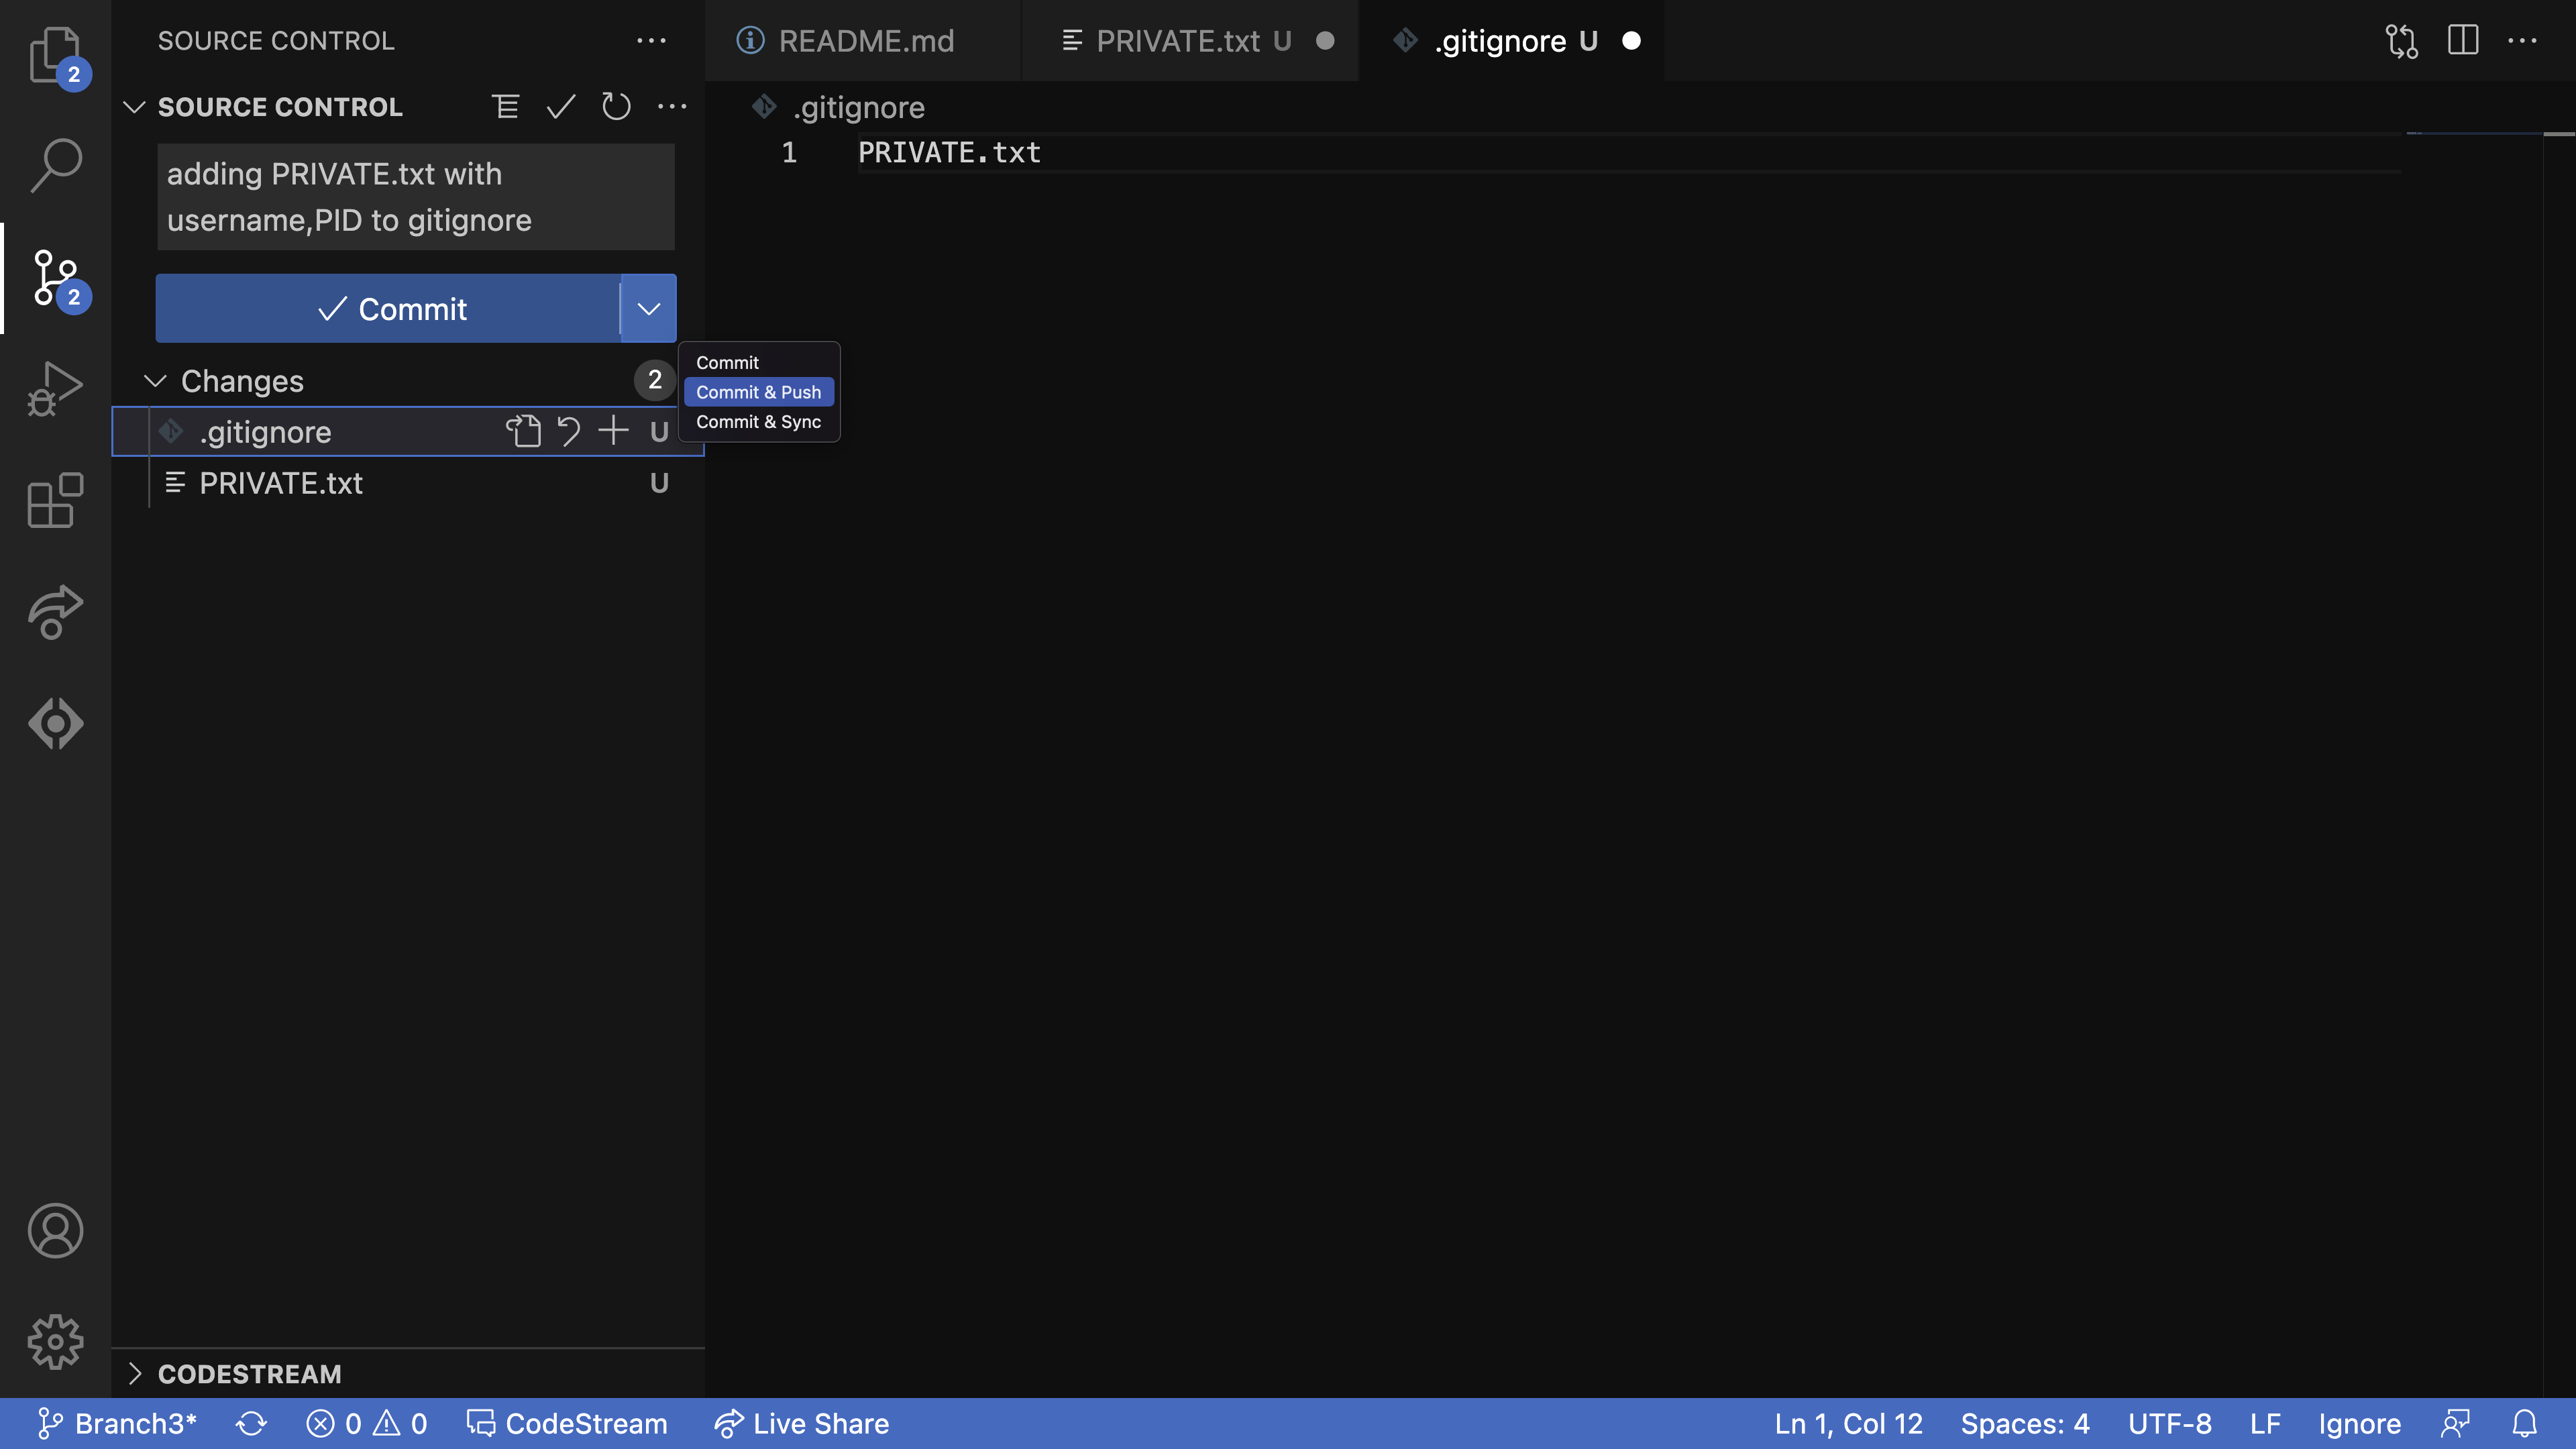 2
2
SOURCE CONTROL
SOURCE CONTROL
adding PRIVATE.txt with
username,PID to gitignore
Commit
Changes 2
.gitignore U
PRIVATE.txt U
Commit
Commit & Push
Commit & Sync
README.md
PRIVATE.txt U
.gitignore U
.gitignore
1 PRIVATE.txt
CODESTREAM
Branch3* 0 0 CodeStream Live Share Ln 1, Col 12 Spaces: 4 UTF-8 LF Ignore